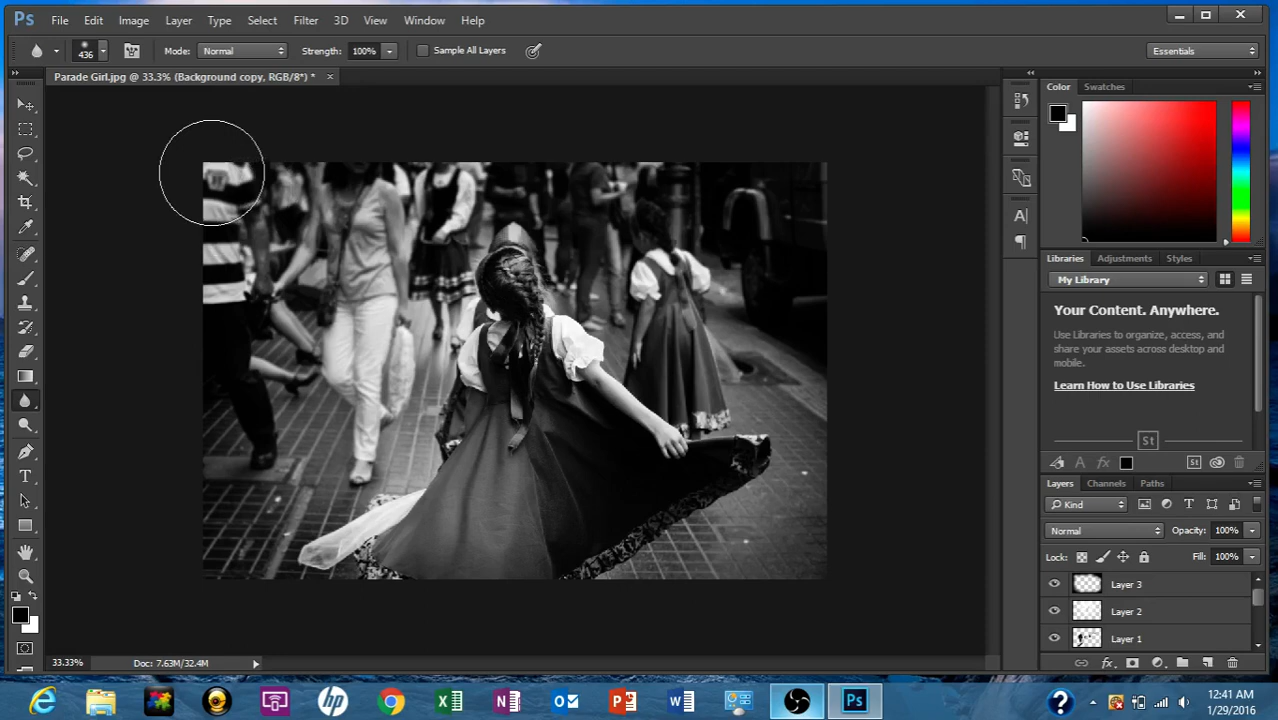 Ps File Edit Image Layer Type Select Filter 3D View Window Help
436 Mode: Normal Strength: 100% Sample All Layers Essentials
Parade Girl.jpg @ 33.3% (Background copy, RGB/8*) * ×
Color Swatches
Libraries Adjustments Styles
My Library
Your Content. Anywhere.
Use Libraries to organize, access, and
share your assets across desktop and
mobile.
Learn How to Use Libraries
St
A fx St
Layers Channels Paths
Kind T
Normal Opacity: 100%
Lock: Fill: 100%
Layer 3
Layer 2
Layer 1
fx
33.33% Doc: 7.63M/32.4M
12:41 AM
1/29/2016